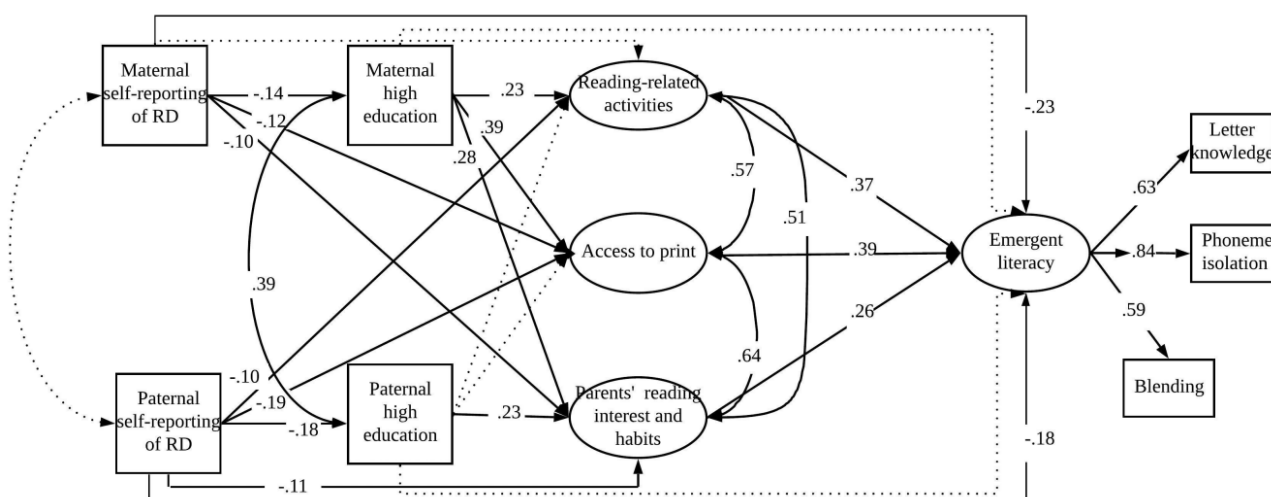 Maternal
self-reporting
of RD
Maternal
high
education
Reading-related
activities
Access to print
Paternal
self-reporting
of RD
Paternal
high
education
Parents' reading
interest and
habits
Emergent
literacy
Letter
knowledge
Phoneme
isolation
Blending
-.14
-.12
-.10
.23
.39
.28
.39
-.10
-.19
-.18
-.11
.23
.57
.51
.64
.37
.39
.26
-.23
-.18
.63
.84
.59